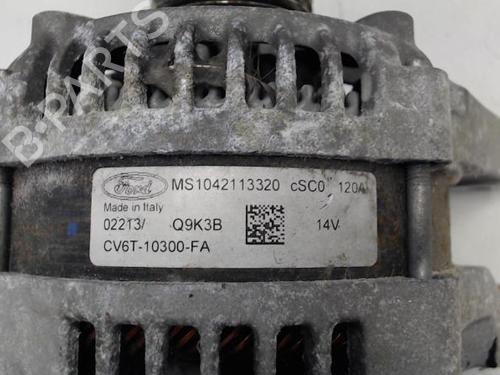 B-PARTS
Ford MS1042113320 cSC0 120A
Made in Italy
02213/ Q9K3B 14V
CV6T-10300-FA